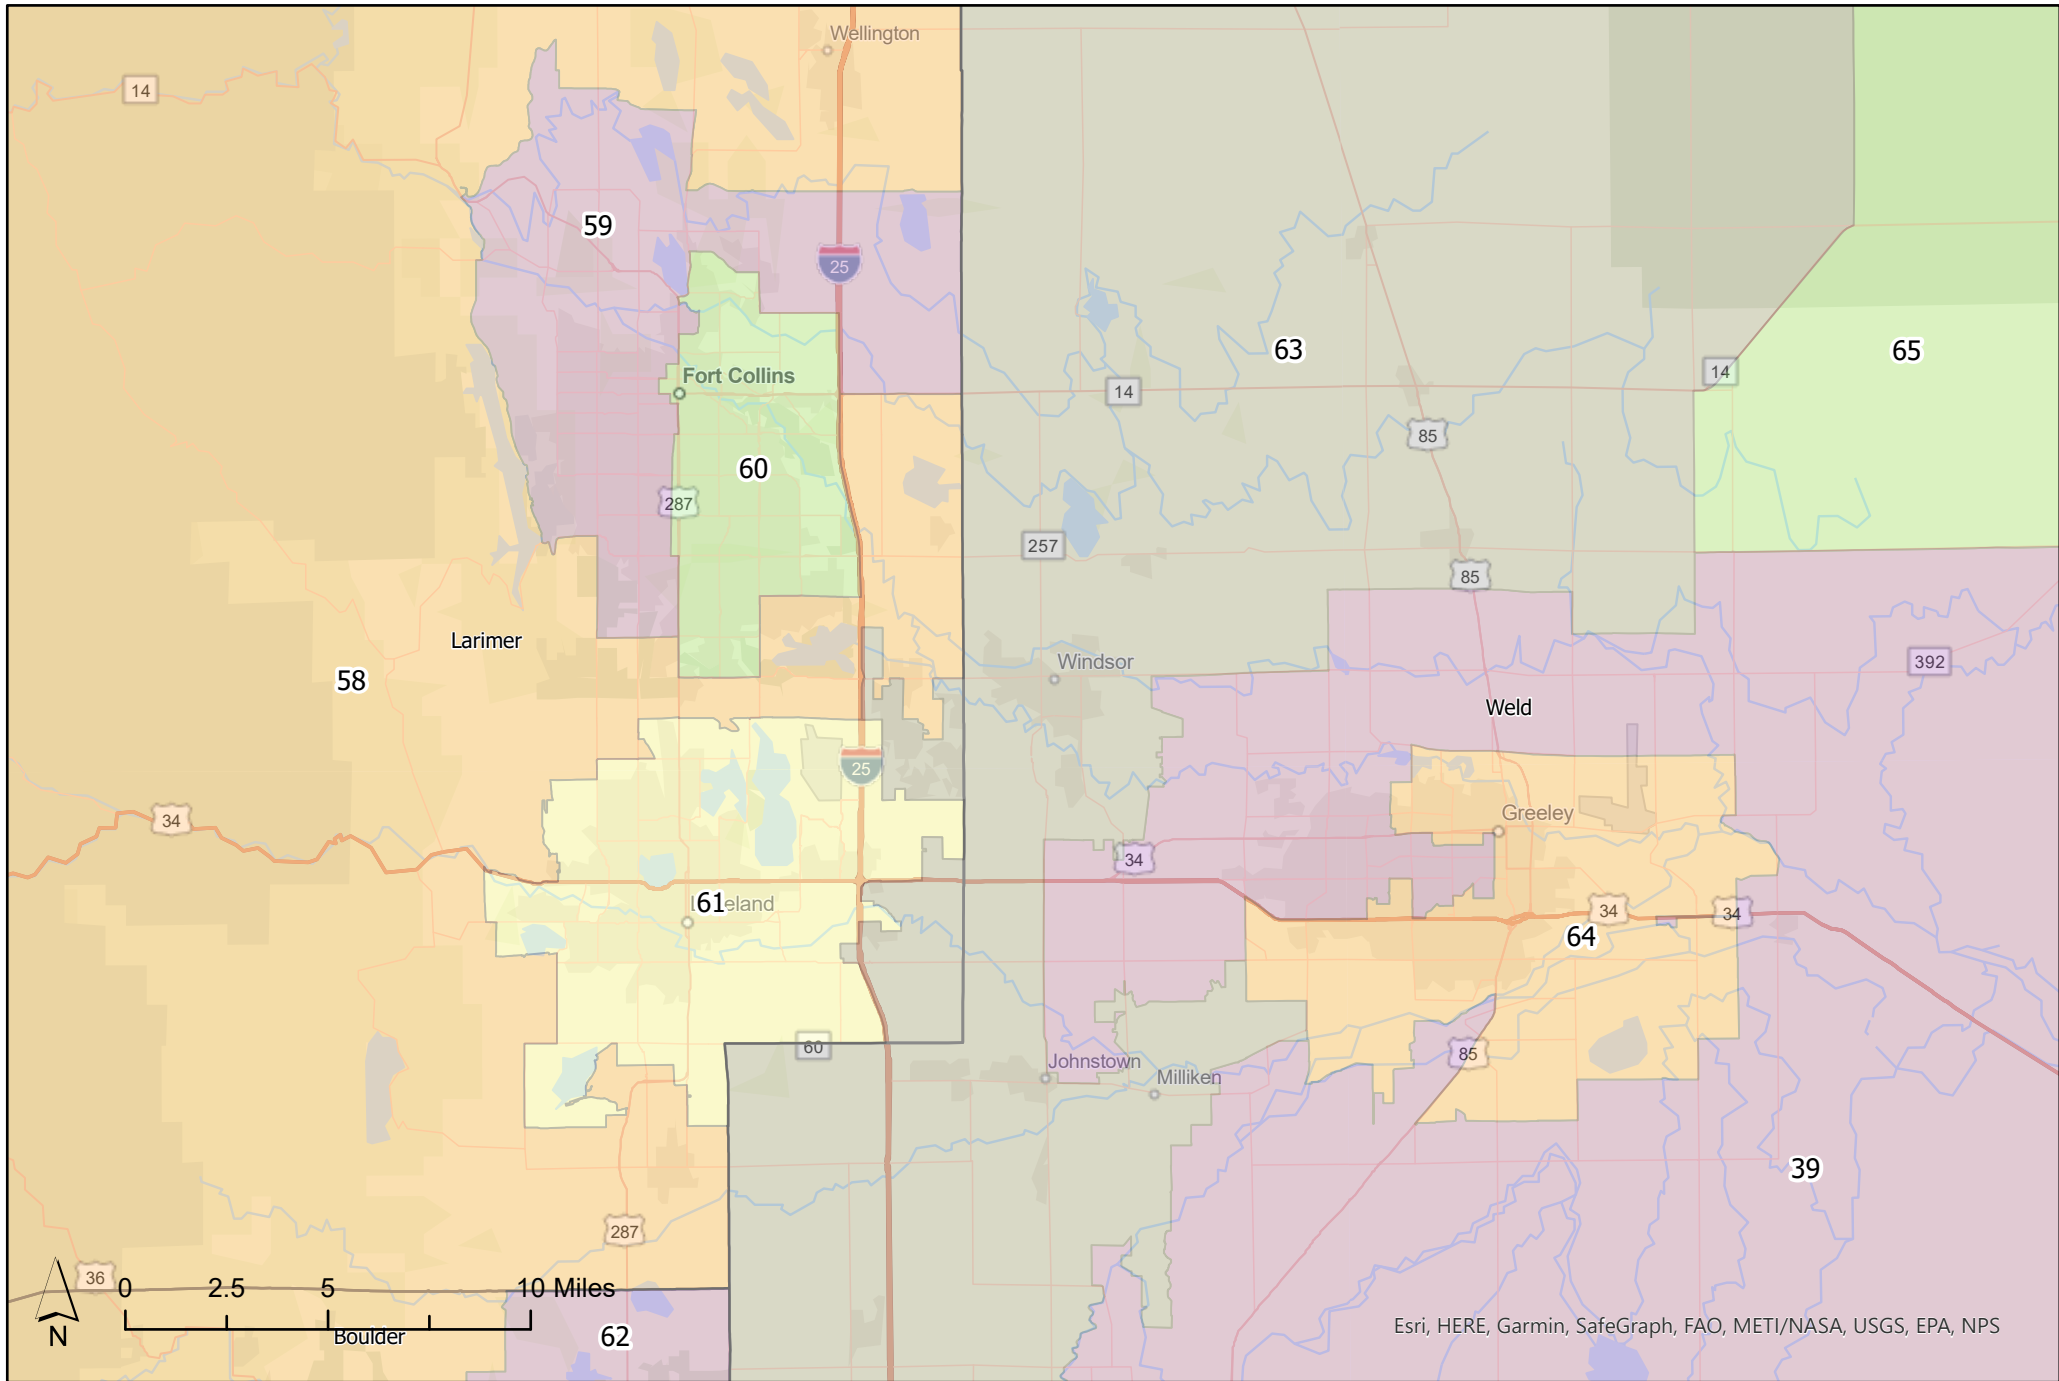 Wellington
14
59
25
63
65
14
14
Fort Collins
85
60
287
257
85
Larimer
Windsor
392
58
Weld
25
34
Greeley
34
61
eland
34
34
64
60
Johnstown
85
Milliken
39
287
36
0 2.5 5 10 Miles
N
Boulder
62
Esri, HERE, Garmin, SafeGraph, FAO, METI/NASA, USGS, EPA, NPS